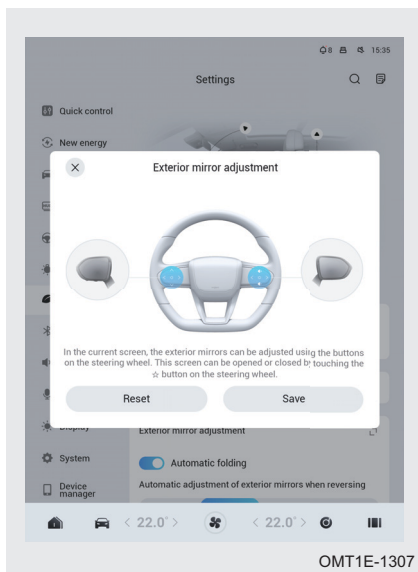 8 15:35
Settings
Quick control
New energy
Exterior mirror adjustment
In the current screen, the exterior mirrors can be adjusted using the buttons
on the steering wheel. This screen can be opened or closed by touching the
☆ button on the steering wheel.
Reset Save
Display
Exterior mirror adjustment
System
Automatic folding
Device
manager
Automatic adjustment of exterior mirrors when reversing
< 22.0° > < 22.0° >
OMT1E-1307